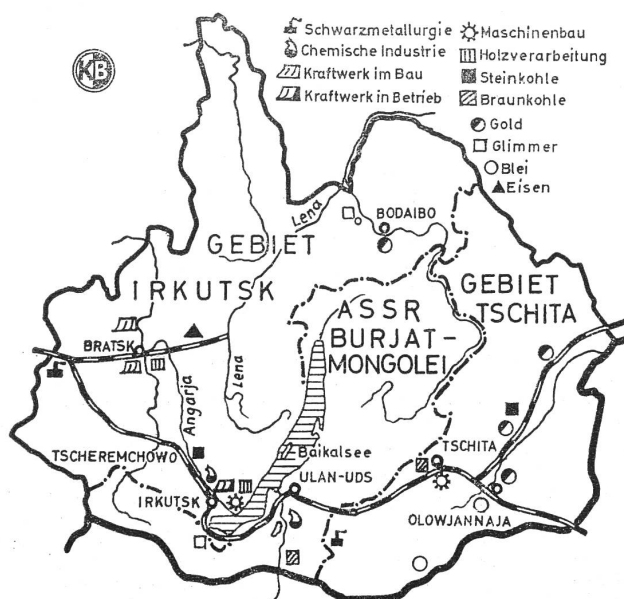 KB
Schwarzmetallurgie
Chemische Industrie
Kraftwerk im Bau
Kraftwerk in Betrieb
Maschinenbau
Holzverarbeitung
Steinkohle
Braunkohle
Gold
Glimmer
Blei
Eisen
Lena
BODAIBO
GEBIET
IRKUTSK
GEBIET
TSCHITA
ASSR
BURJAT-
MONGOLEI
BRATSK
Angarja
Lena
TSCHEREMCHOWO
Baikalsee
TSCHITA
ULAN-UDS
IRKUTSK
OLOWJANNAJA